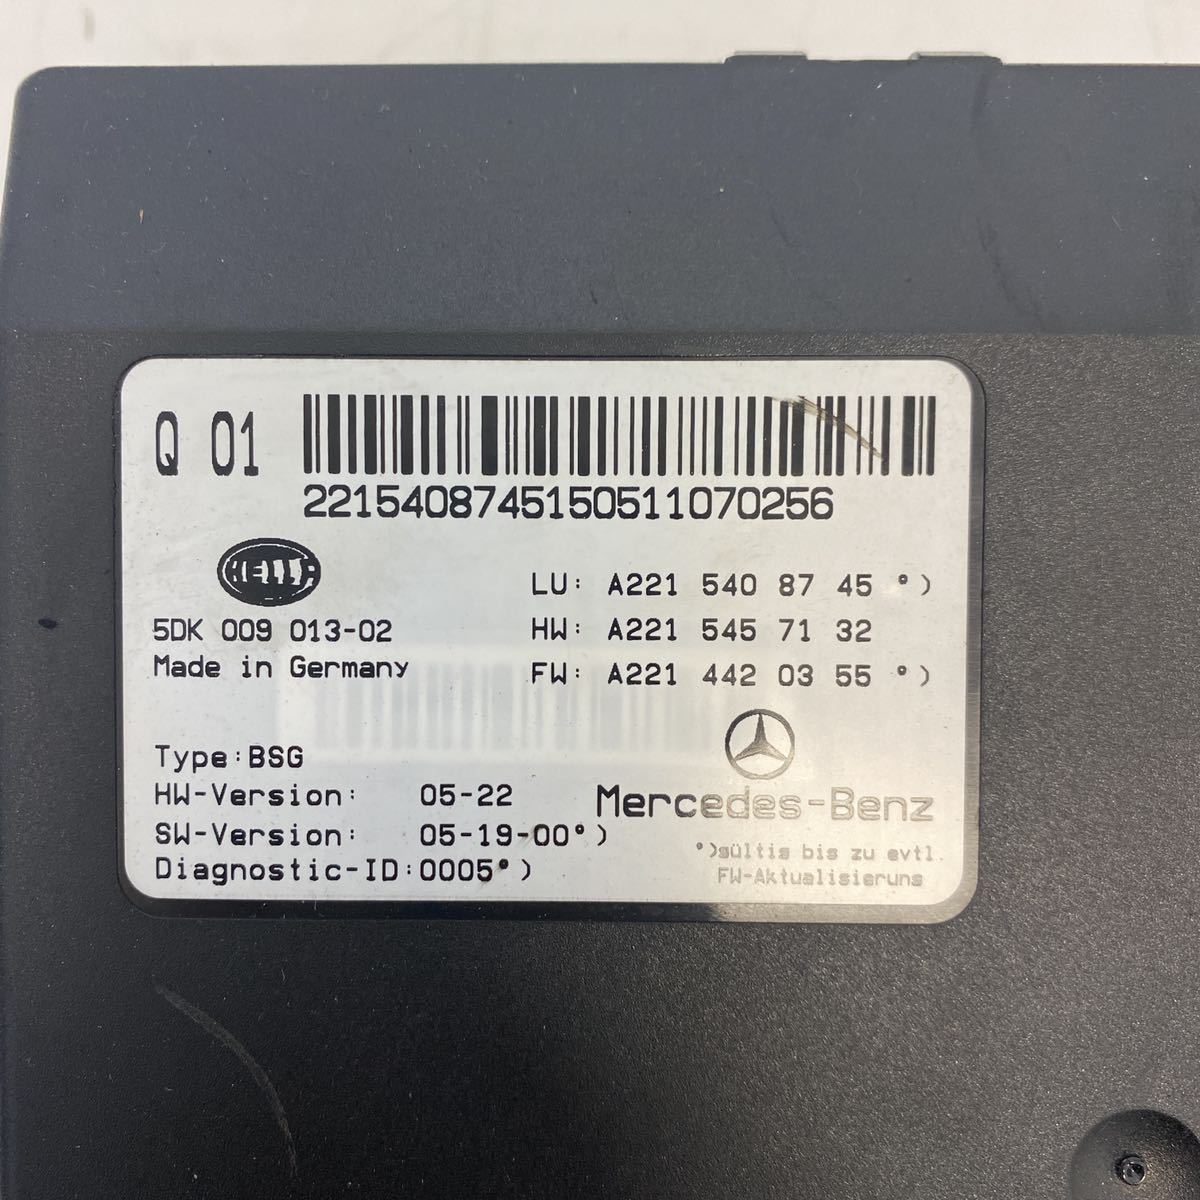 Q 01
2215408745150511070256
HELLA
LU: A221 540 87 45 °)
5DK 009 013-02
HW: A221 545 71 32
Made in Germany
FW: A221 442 03 55 °)
Type:BSG
HW-Version: 05-22
Mercedes-Benz
SW-Version: 05-19-00°)
°)gültig bis zu evtl.
Diagnostic-ID:0005°)
FW-Aktualisierung